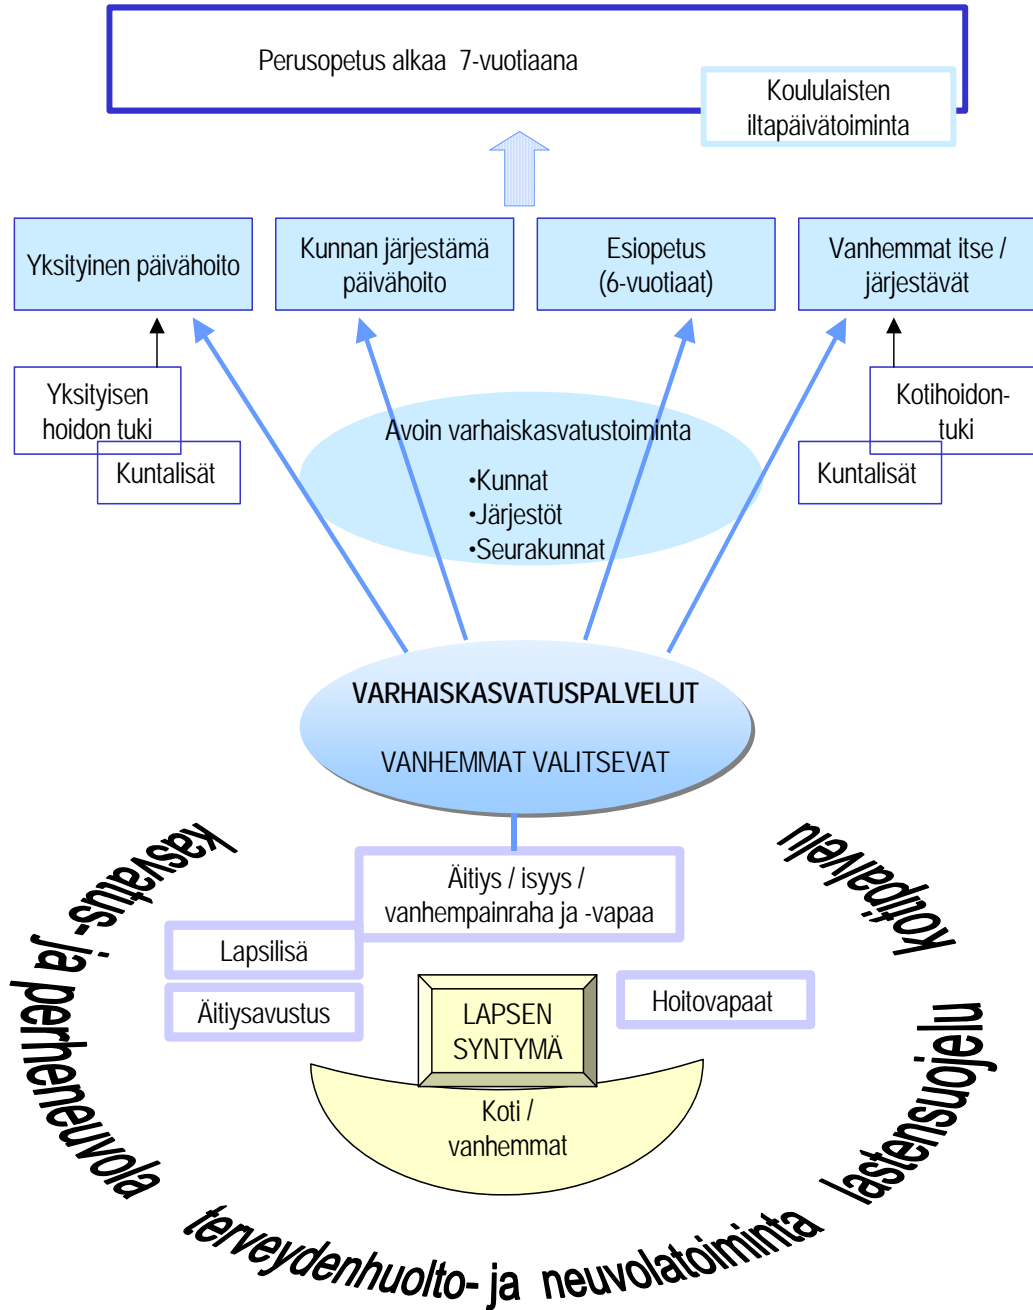 Perusopetus alkaa 7-vuotiaana
Koululaisten
iltapäivätoiminta
Yksityinen päivähoito
Kunnan järjestämä
päivähoito
Esiopetus
(6-vuotiaat)
Vanhemmat itse /
järjestävät
Yksityisen
hoidon tuki
Kuntalisät
Avoin varhaiskasvatustoiminta
•Kunnat
•Järjestöt
•Seurakunnat
Kotihoidon-
tuki
Kuntalisät
VARHAISKASVATUSPALVELUT
VANHEMMAT VALITSEVAT
Äitiys / isyys /
vanhempainraha ja -vapaa
Lapsilisä
Äitiysavustus
Hoitovapaat
LAPSEN
SYNTYMÄ
Koti /
vanhemmat
kasvatus- ja perheneuvola
terveydenhuolto- ja neuvolatoiminta
lastensuojelu
kotipalvelu